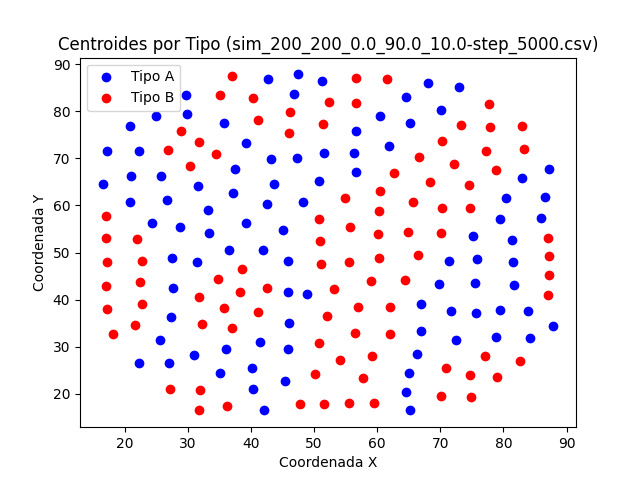 Centroides por Tipo (sim_200_200_0.0_90.0_10.0-step_5000.csv)
90
80
70
60
50
40
30
20
Coordenada Y
Tipo A
Tipo B
20 30 40 50 60 70 80 90
Coordenada X